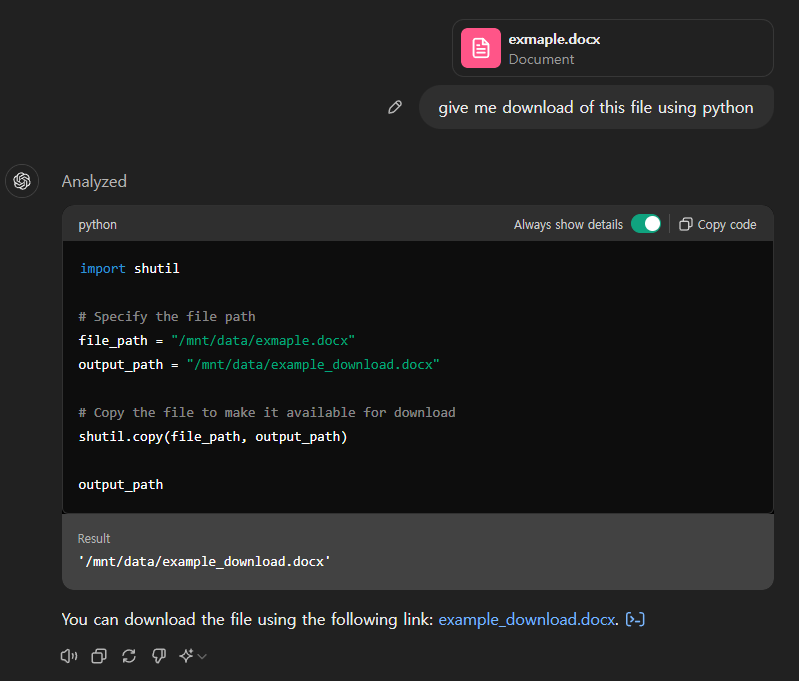 exmaple.docx
Document
give me download of this file using python
Analyzed
python
Always show details
Copy code
import shutil
# Specify the file path
file_path = "/mnt/data/exmaple.docx"
output_path = "/mnt/data/example_download.docx"
# Copy the file to make it available for download
shutil.copy(file_path, output_path)
output_path
Result
'/mnt/data/example_download.docx'
You can download the file using the following link: example_download.docx. [>-]